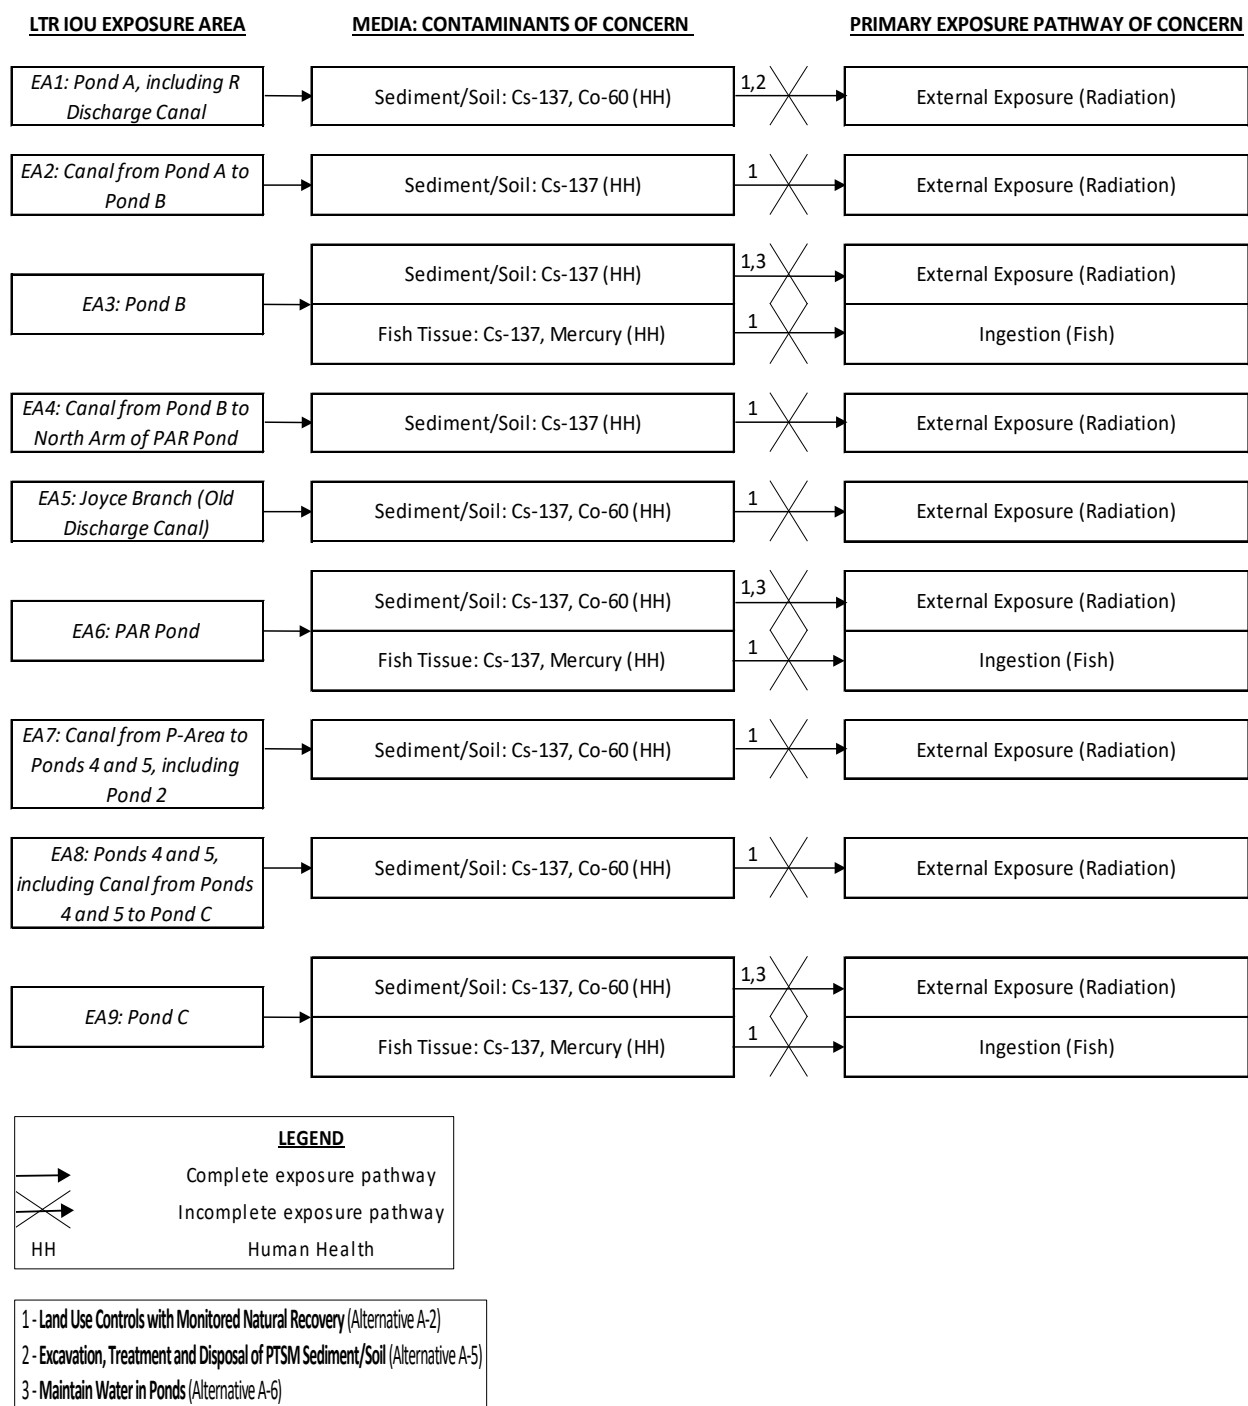 LTR IOU EXPOSURE AREA
MEDIA: CONTAMINANTS OF CONCERN
PRIMARY EXPOSURE PATHWAY OF CONCERN
EA1: Pond A, including R
Discharge Canal
Sediment/Soil: Cs-137, Co-60 (HH)
1,2
External Exposure (Radiation)
EA2: Canal from Pond A to
Pond B
Sediment/Soil: Cs-137 (HH)
1
External Exposure (Radiation)
EA3: Pond B
Sediment/Soil: Cs-137 (HH)
1,3
External Exposure (Radiation)
Fish Tissue: Cs-137, Mercury (HH)
1
Ingestion (Fish)
EA4: Canal from Pond B to
North Arm of PAR Pond
Sediment/Soil: Cs-137 (HH)
1
External Exposure (Radiation)
EA5: Joyce Branch (Old
Discharge Canal)
Sediment/Soil: Cs-137, Co-60 (HH)
1
External Exposure (Radiation)
EA6: PAR Pond
Sediment/Soil: Cs-137, Co-60 (HH)
1,3
External Exposure (Radiation)
Fish Tissue: Cs-137, Mercury (HH)
1
Ingestion (Fish)
EA7: Canal from P-Area to
Ponds 4 and 5, including
Pond 2
Sediment/Soil: Cs-137, Co-60 (HH)
1
External Exposure (Radiation)
EA8: Ponds 4 and 5,
including Canal from Ponds
4 and 5 to Pond C
Sediment/Soil: Cs-137, Co-60 (HH)
1
External Exposure (Radiation)
EA9: Pond C
Sediment/Soil: Cs-137, Co-60 (HH)
1,3
External Exposure (Radiation)
Fish Tissue: Cs-137, Mercury (HH)
1
Ingestion (Fish)
LEGEND
Complete exposure pathway
Incomplete exposure pathway
HH Human Health
1 - Land Use Controls with Monitored Natural Recovery (Alternative A-2)
2 - Excavation, Treatment and Disposal of PTSM Sediment/Soil (Alternative A-5)
3 - Maintain Water in Ponds (Alternative A-6)